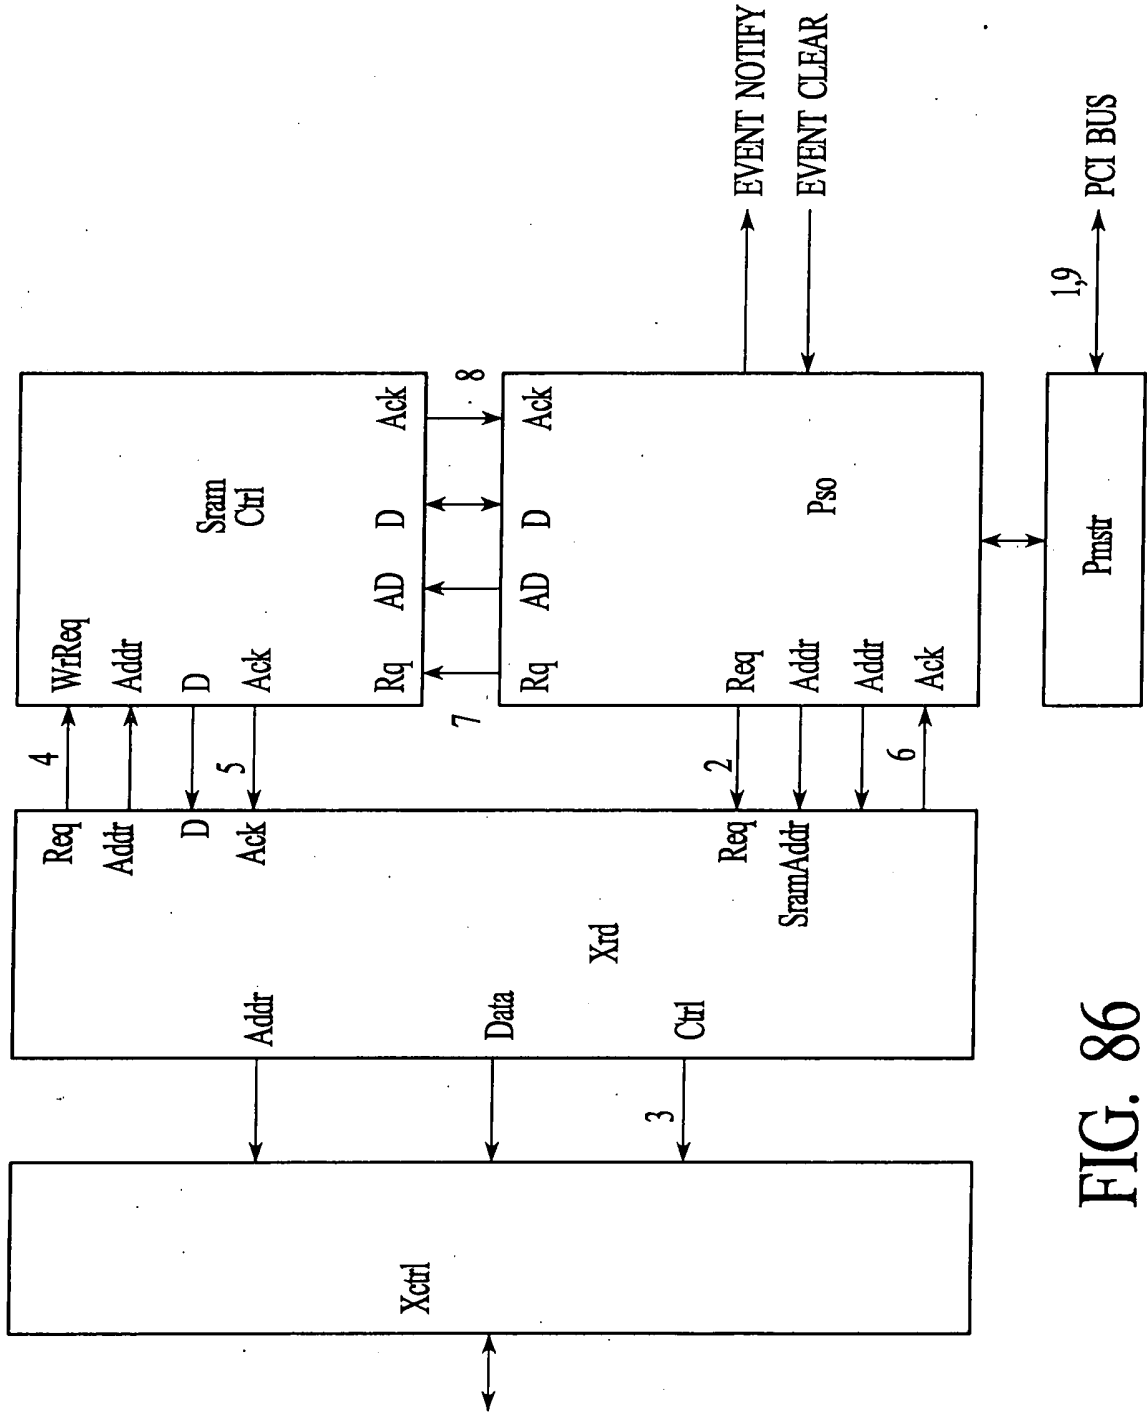 Xctrl
Addr
Data
Ctrl
3
Xrd
Req
Addr
D
Ack
Req
SramAddr
4
5
2
6
WrReq
Addr
D
Ack
Sram
Ctrl
Rq AD D Ack
7 8
Rq AD D Ack
Req
Addr
Addr
Ack
Pso
EVENT NOTIFY
EVENT CLEAR
Pmstr
1,9
PCI BUS
FIG. 86